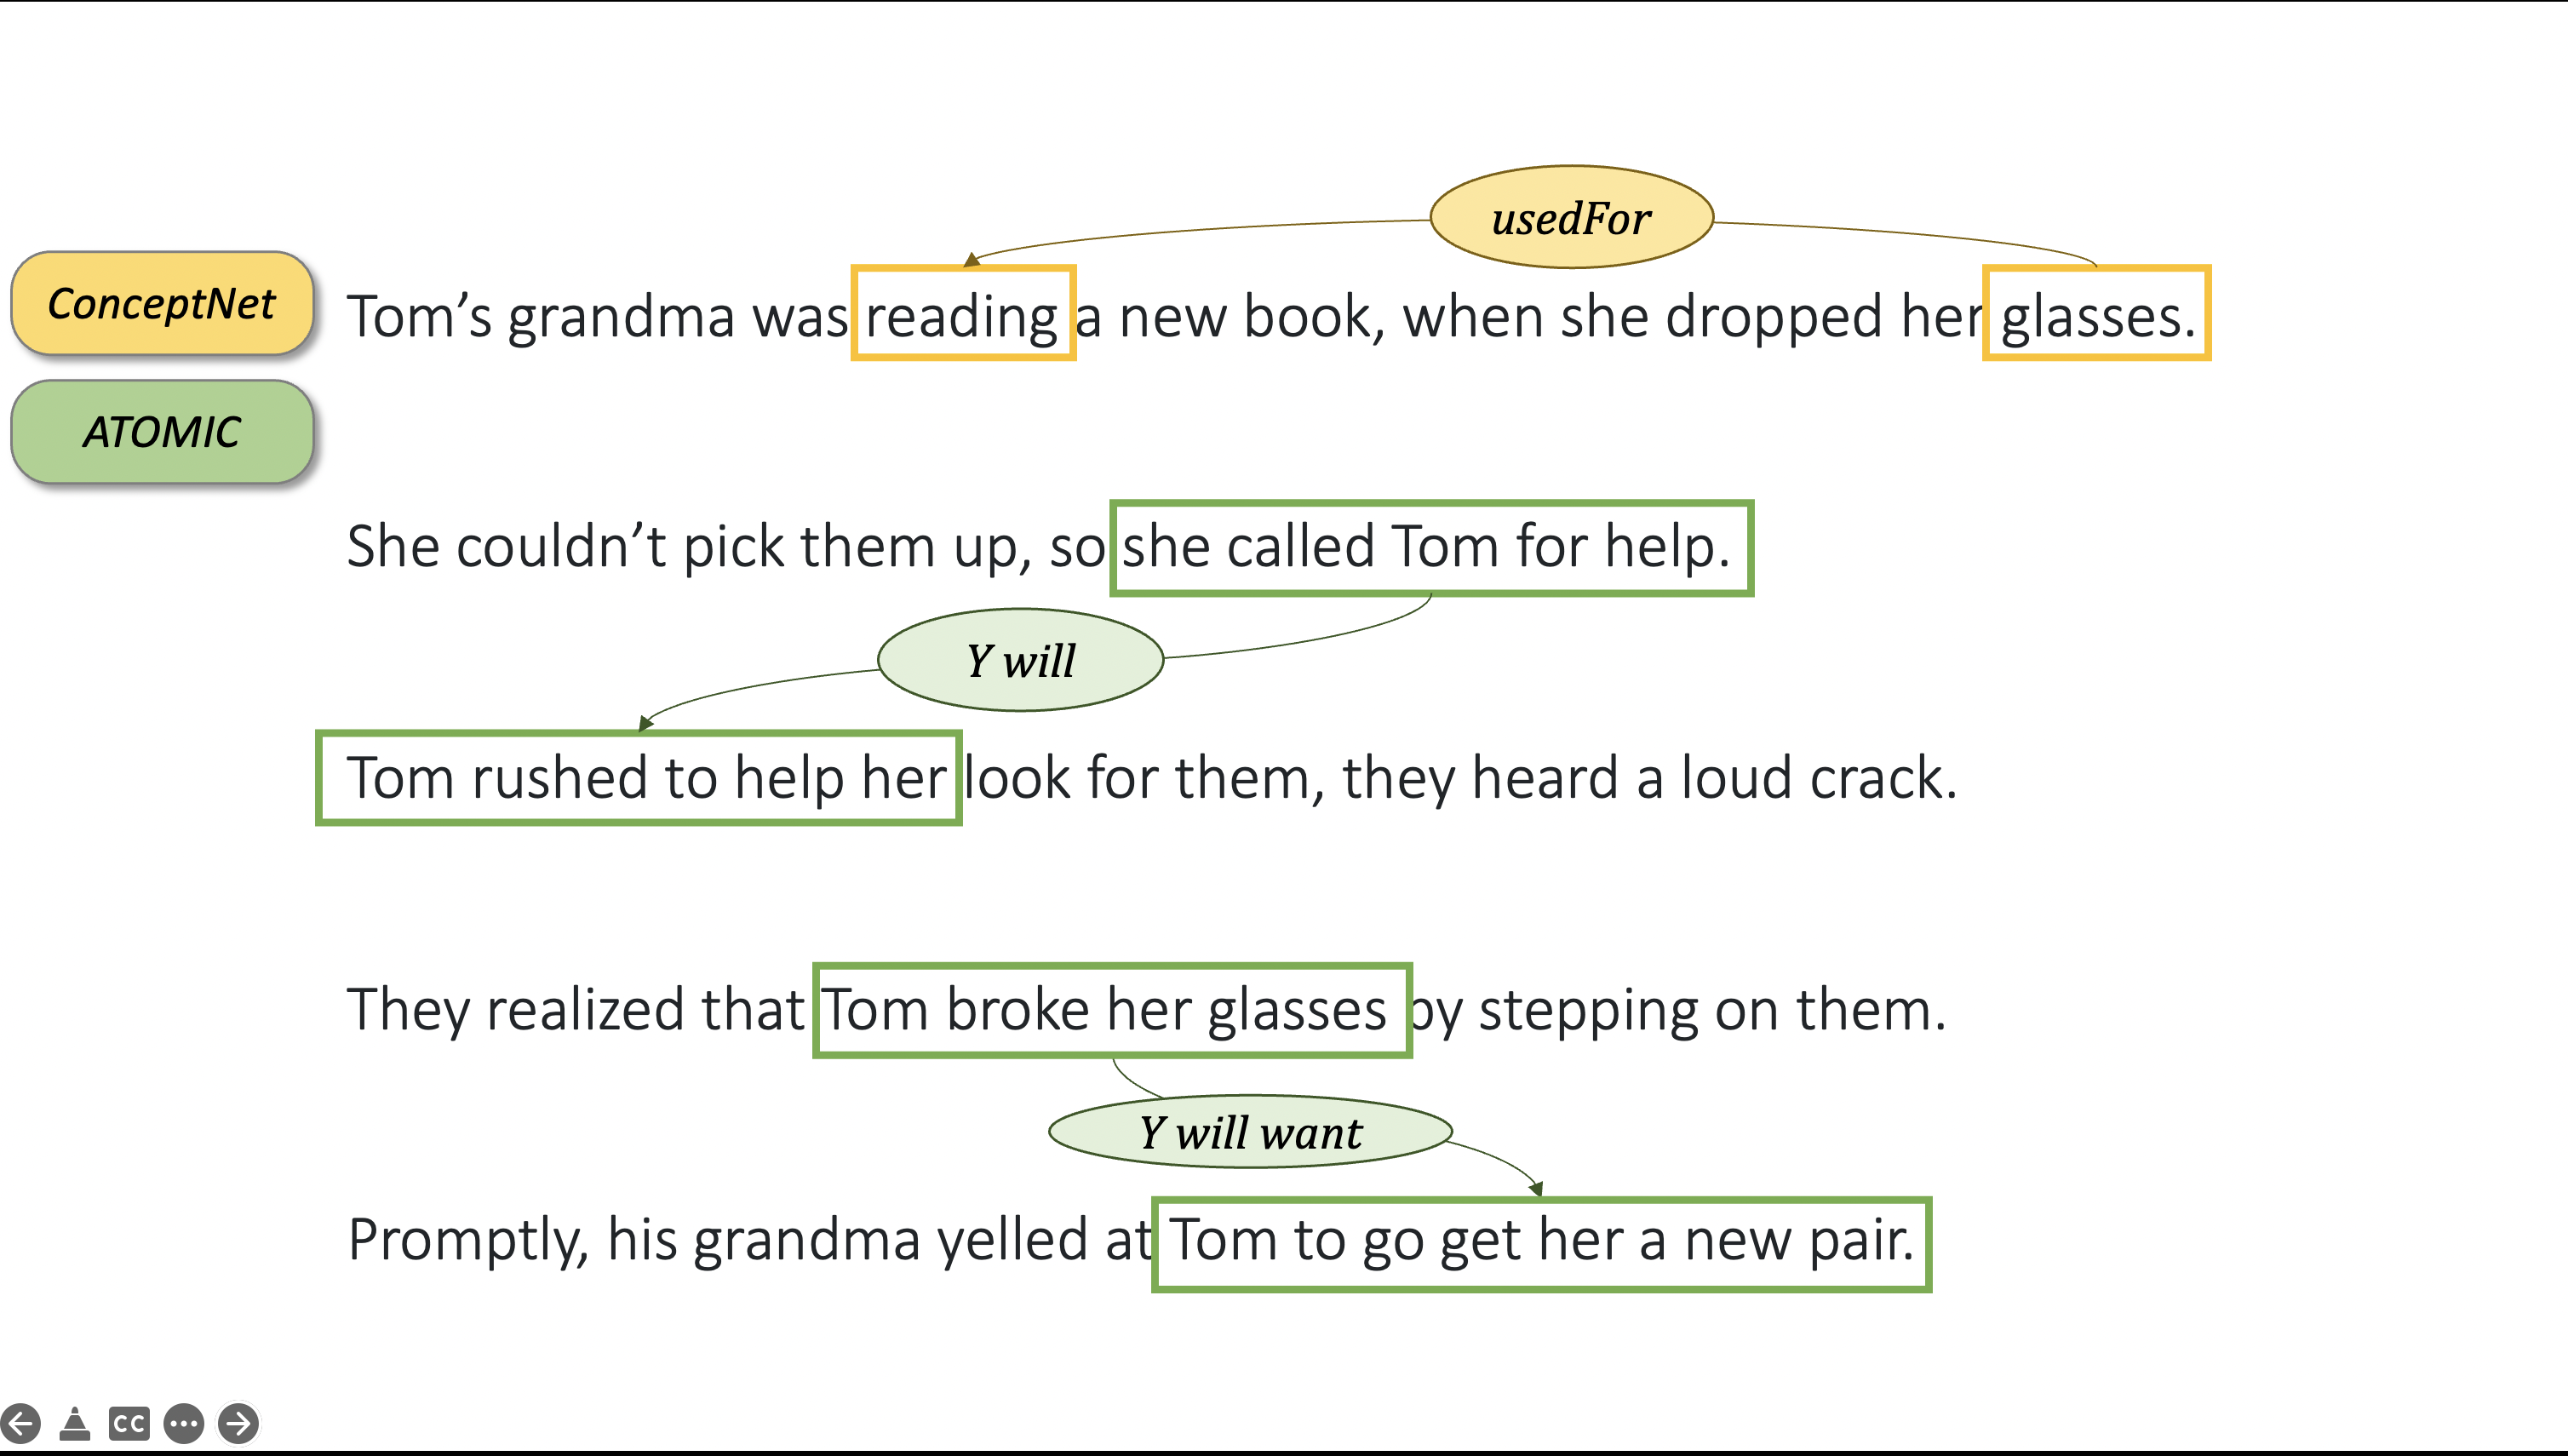 usedFor
ConceptNet
Tom’s grandma was reading a new book, when she dropped her glasses.
ATOMIC
She couldn’t pick them up, so she called Tom for help.
Y will
Tom rushed to help her look for them, they heard a loud crack.
They realized that Tom broke her glasses by stepping on them.
Y will want
Promptly, his grandma yelled at Tom to go get her a new pair.
CC